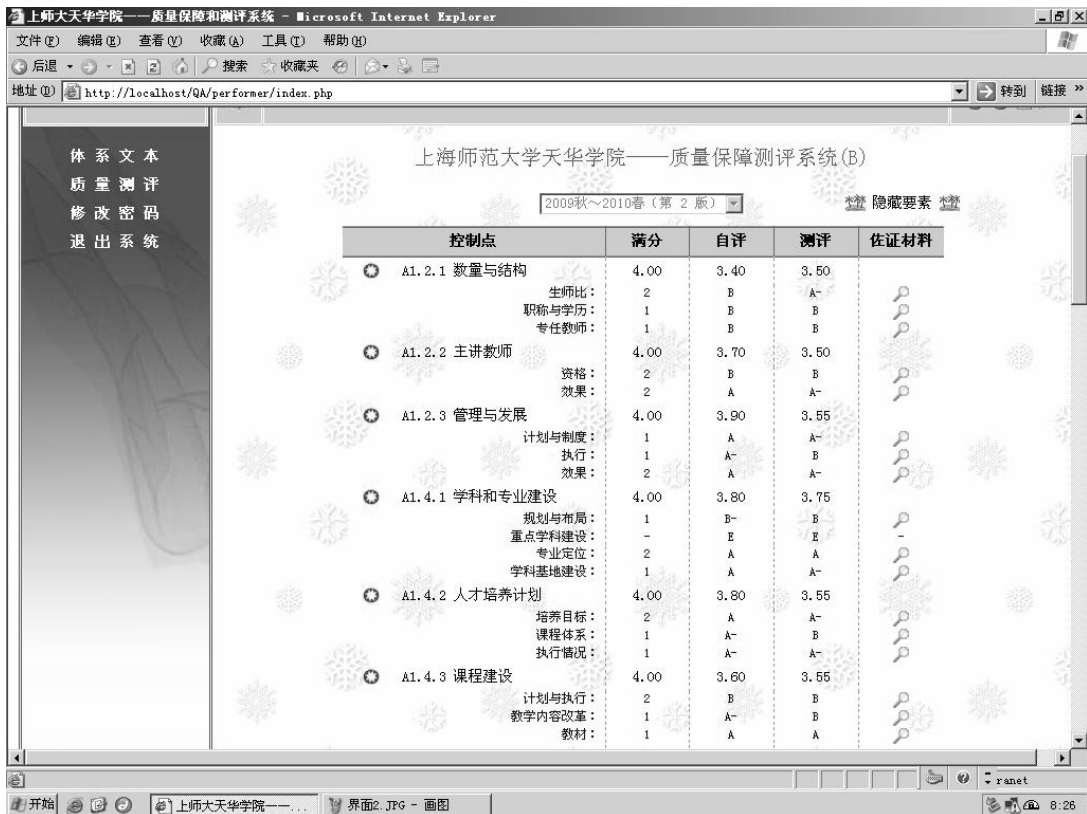 上师大天华学院——质量保障和测评系统 - Microsoft Internet Explorer
文件(F) 编辑(E) 查看(V) 收藏(A) 工具(T) 帮助(H)
后退 搜索 收藏夹
地址(D) http://localhost/QA/performer/index.php 转到 链接 »
体系文本
质量测评
修改密码
退出系统
上海师范大学天华学院——质量保障测评系统(B)
2009秋～2010春（第 2 版） 隐藏要素
控制点 满分 自评 测评 佐证材料
A1.2.1 数量与结构 4.00 3.40 3.50
生师比： 2 B A-
职称与学历： 1 B B
专任教师： 1 B B
A1.2.2 主讲教师 4.00 3.70 3.50
资格： 2 B B
效果： 2 A A-
A1.2.3 管理与发展 4.00 3.90 3.55
计划与制度： 1 A A-
执行： 1 A- B
效果： 2 A A-
A1.4.1 学科和专业建设 4.00 3.80 3.75
规划与布局： 1 B- B
重点学科建设： - E E -
专业定位： 2 A A
学科基地建设： 1 A A-
A1.4.2 人才培养计划 4.00 3.80 3.55
培养目标： 2 A A-
课程体系： 1 A- B
执行情况： 1 A- A-
A1.4.3 课程建设 4.00 3.60 3.55
计划与执行： 2 B B
教学内容改革： 1 A- B
教材： 1 A A
ranet
开始 上师大天华学院——... 界面2.JPG - 画图 8:26